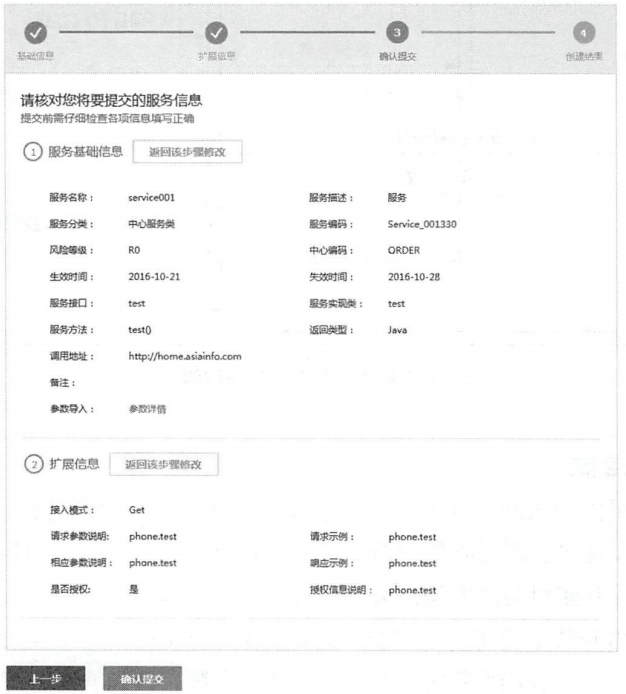 3 4
基础信息 扩展信息 确认提交 创建结果
请核对您将要提交的服务信息
提交前需仔细检查各项信息填写正确
1 服务基础信息 返回该步骤修改
服务名称： service001 服务描述： 服务
服务分类： 中心服务类 服务编码： Service_001330
风险等级： R0 中心编码： ORDER
生效时间： 2016-10-21 失效时间： 2016-10-28
服务接口： test 服务实现类： test
服务方法： test() 返回类型： Java
调用地址： http://home.asiainfo.com
备注：
参数导入： 参数详情
2 扩展信息 返回该步骤修改
接入模式： Get
请求参数说明: phone.test 请求示例： phone.test
相应参数说明： phone.test 响应示例： phone.test
是否授权: 是 授权信息说明： phone.test
上一步 确认提交